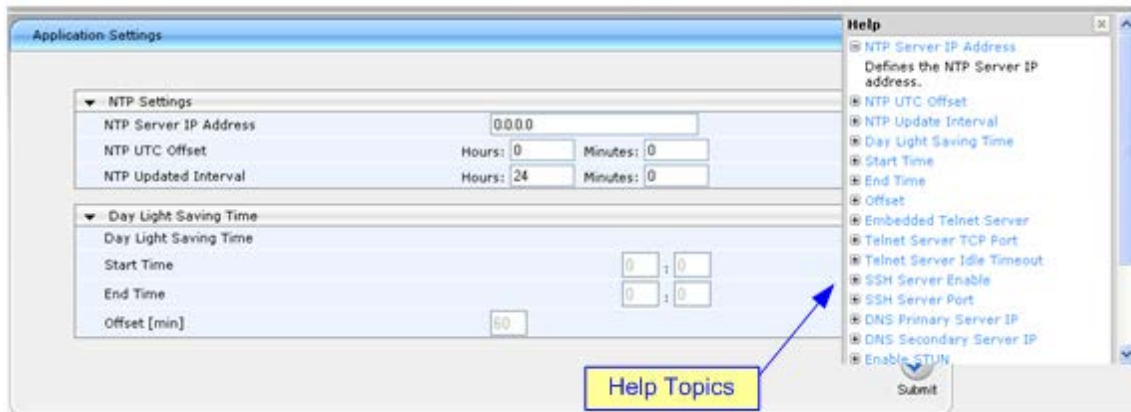 Application Settings
NTP Settings
NTP Server IP Address 0.0.0.0
NTP UTC Offset Hours: 0 Minutes: 0
NTP Updated Interval Hours: 24 Minutes: 0
Day Light Saving Time
Day Light Saving Time
Start Time 0 : 0
End Time 0 : 0
Offset [min] 60
Help
NTP Server IP Address
Defines the NTP Server IP
address.
NTP UTC Offset
NTP Update Interval
Day Light Saving Time
Start Time
End Time
Offset
Embedded Telnet Server
Telnet Server TCP Port
Telnet Server Idle Timeout
SSH Server Enable
SSH Server Port
DNS Primary Server IP
DNS Secondary Server IP
Enable STUN
Help Topics
Submit